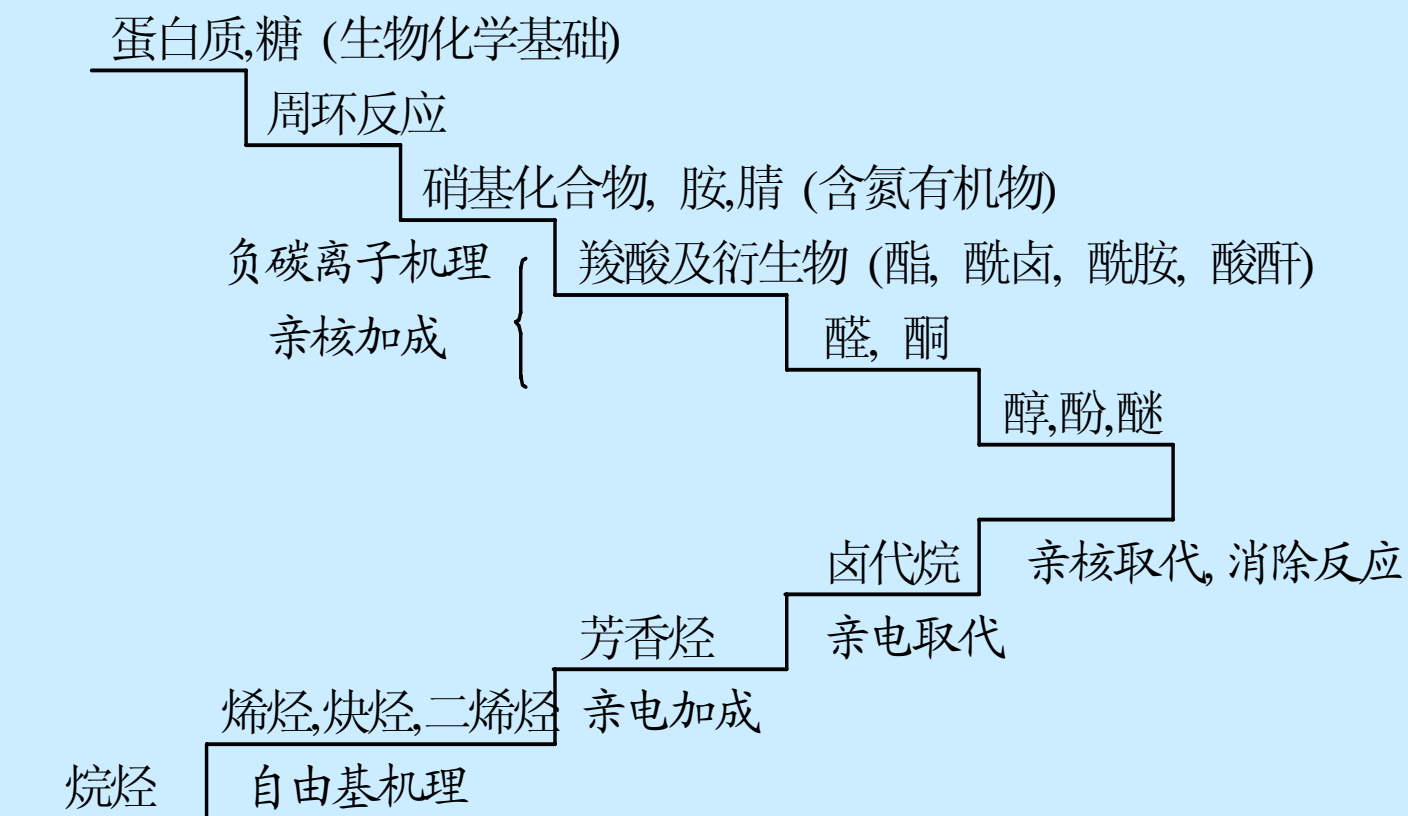 蛋白质,糖 (生物化学基础)
周环反应
硝基化合物, 胺,腈 (含氮有机物)
负碳离子机理
羧酸及衍生物 (酯, 酰卤, 酰胺, 酸酐)
亲核加成
醛, 酮
醇,酚,醚
卤代烷
亲核取代, 消除反应
芳香烃
亲电取代
烯烃,炔烃,二烯烃
亲电加成
烷烃
自由基机理